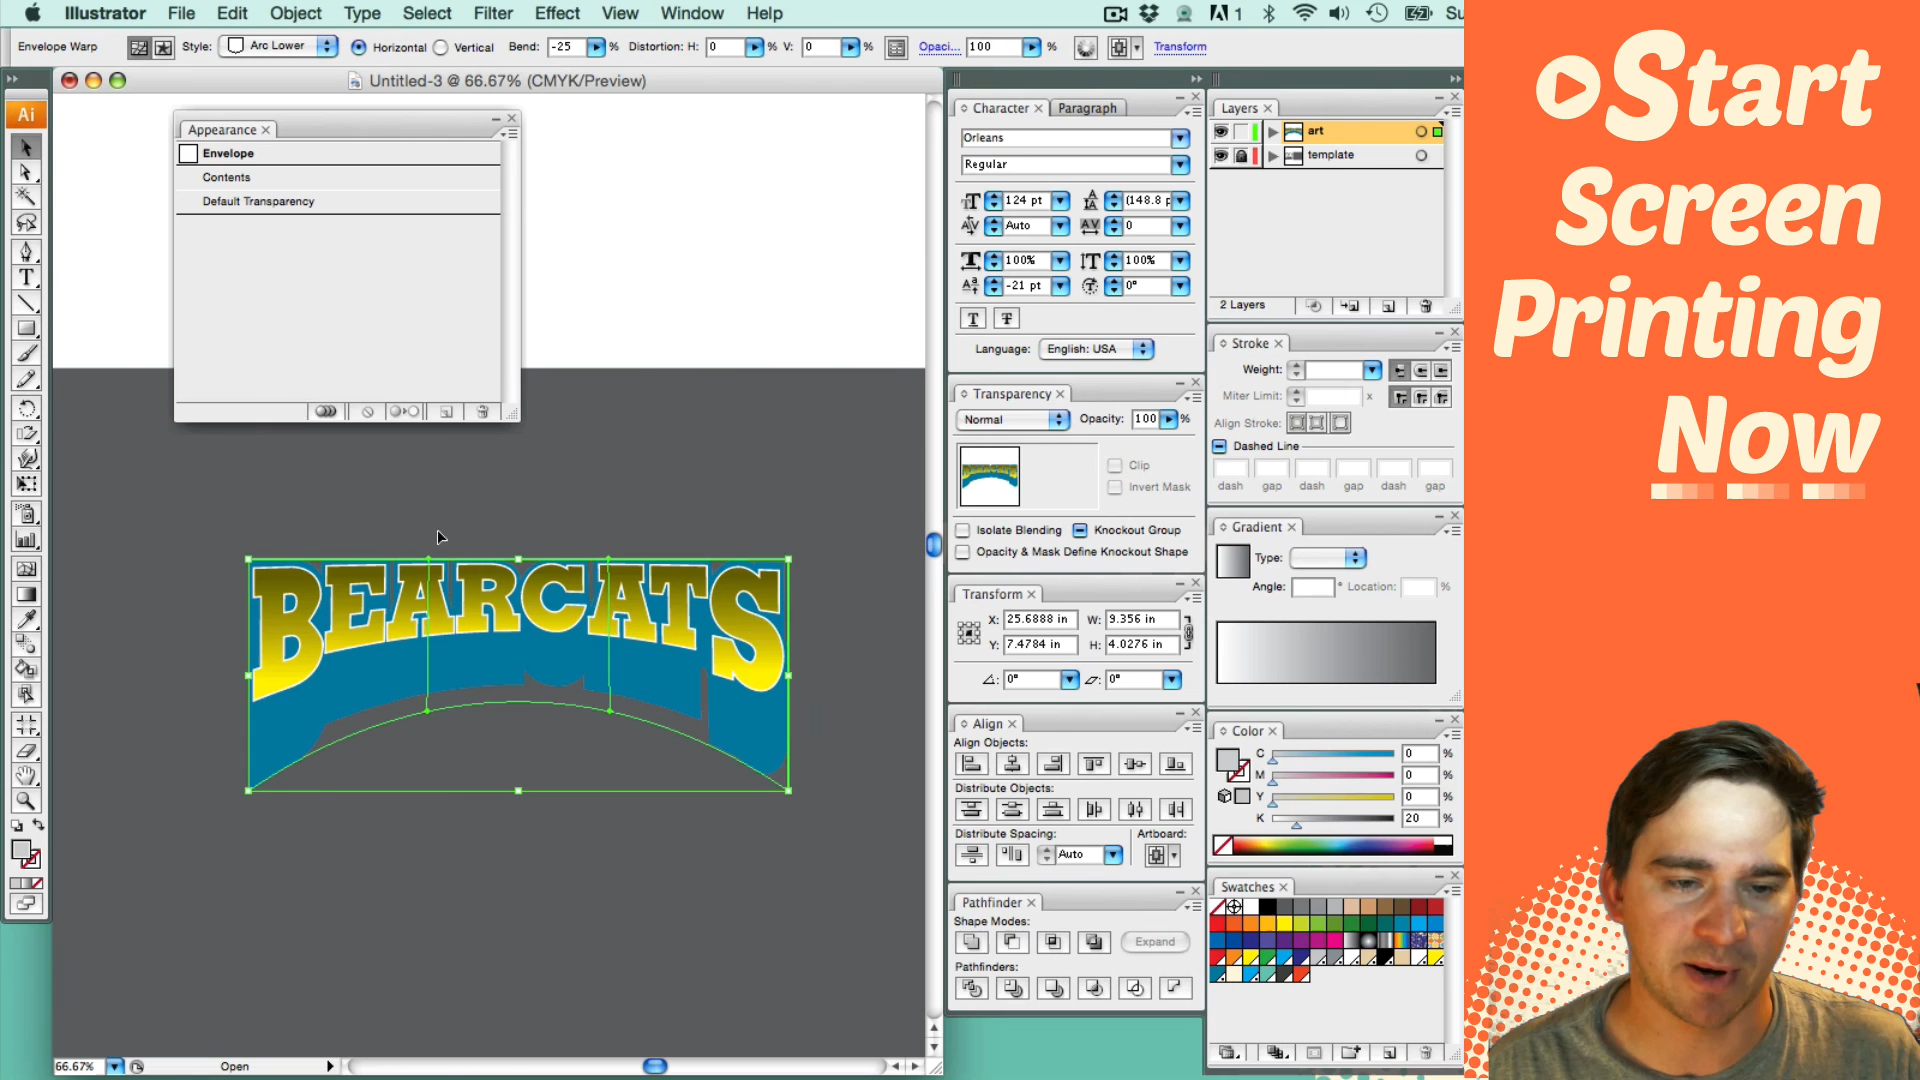 Illustrator File Edit Object Type Select Filter Effect View Window Help
1
Su
Envelope Warp
Style: Arc Lower
Horizontal Vertical Bend: -25 % Distortion: H: 0 % V: 0 % Opaci... 100 % Transform
Untitled-3 @ 66.67% (CMYK/Preview)
Ai
Appearance
Envelope
Contents
Default Transparency
BEARCATS
66.67%
Open
Character Paragraph
Orleans
Regular
124 pt (148.8 p
Auto 0
100% 100%
-21 pt 0°
T T
Language: English: USA
Transparency
Normal Opacity: 100 %
Clip
Invert Mask
Isolate Blending Knockout Group
Opacity & Mask Define Knockout Shape
Transform
X: 25.6888 in W: 9.356 in
Y: 7.4784 in H: 4.0276 in
0° 0°
Align
Align Objects:
Distribute Objects:
Distribute Spacing: Artboard:
Auto
Pathfinder
Shape Modes:
Expand
Pathfinders:
Layers
art
template
2 Layers
Stroke
Weight:
Miter Limit: x
Align Stroke:
Dashed Line
dash gap dash gap dash gap
Gradient
Type:
Angle: ° Location: %
Color
C 0 %
M 0 %
Y 0 %
K 20 %
Swatches
Start
Screen
Printing
Now